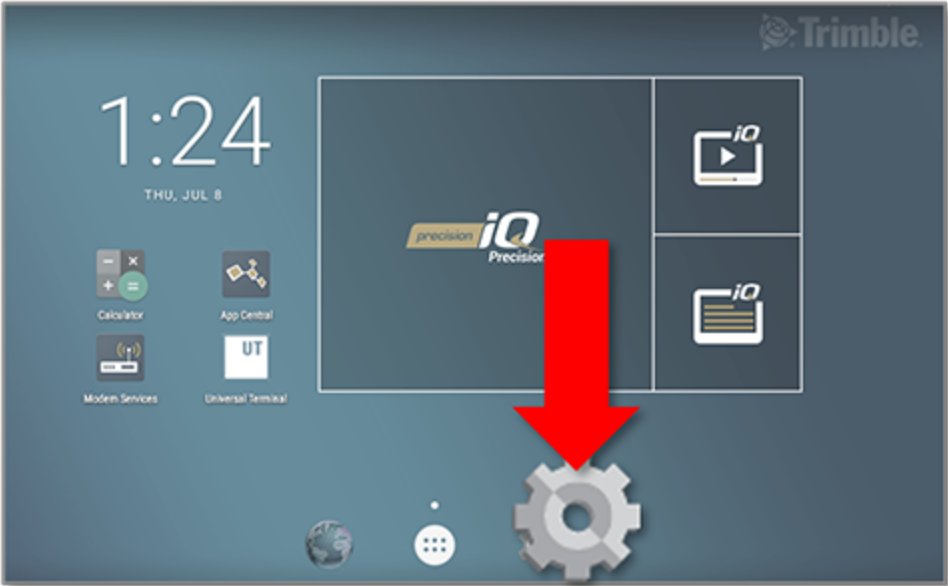 Trimble.
1:24
THU, JUL 8
precision iQ
Precision
iQ
iQ
Calculator
App Central
UT
Modem Services
Universal Terminal